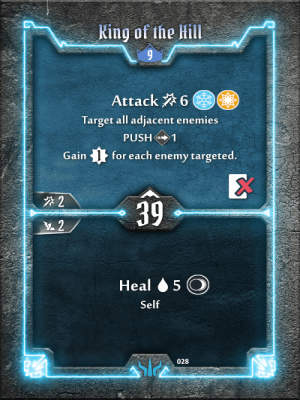 King of the Hill
9
Attack 6
Target all adjacent enemies
PUSH 1
Gain 1 for each enemy targeted.
2
39
2
Heal 5
Self
028